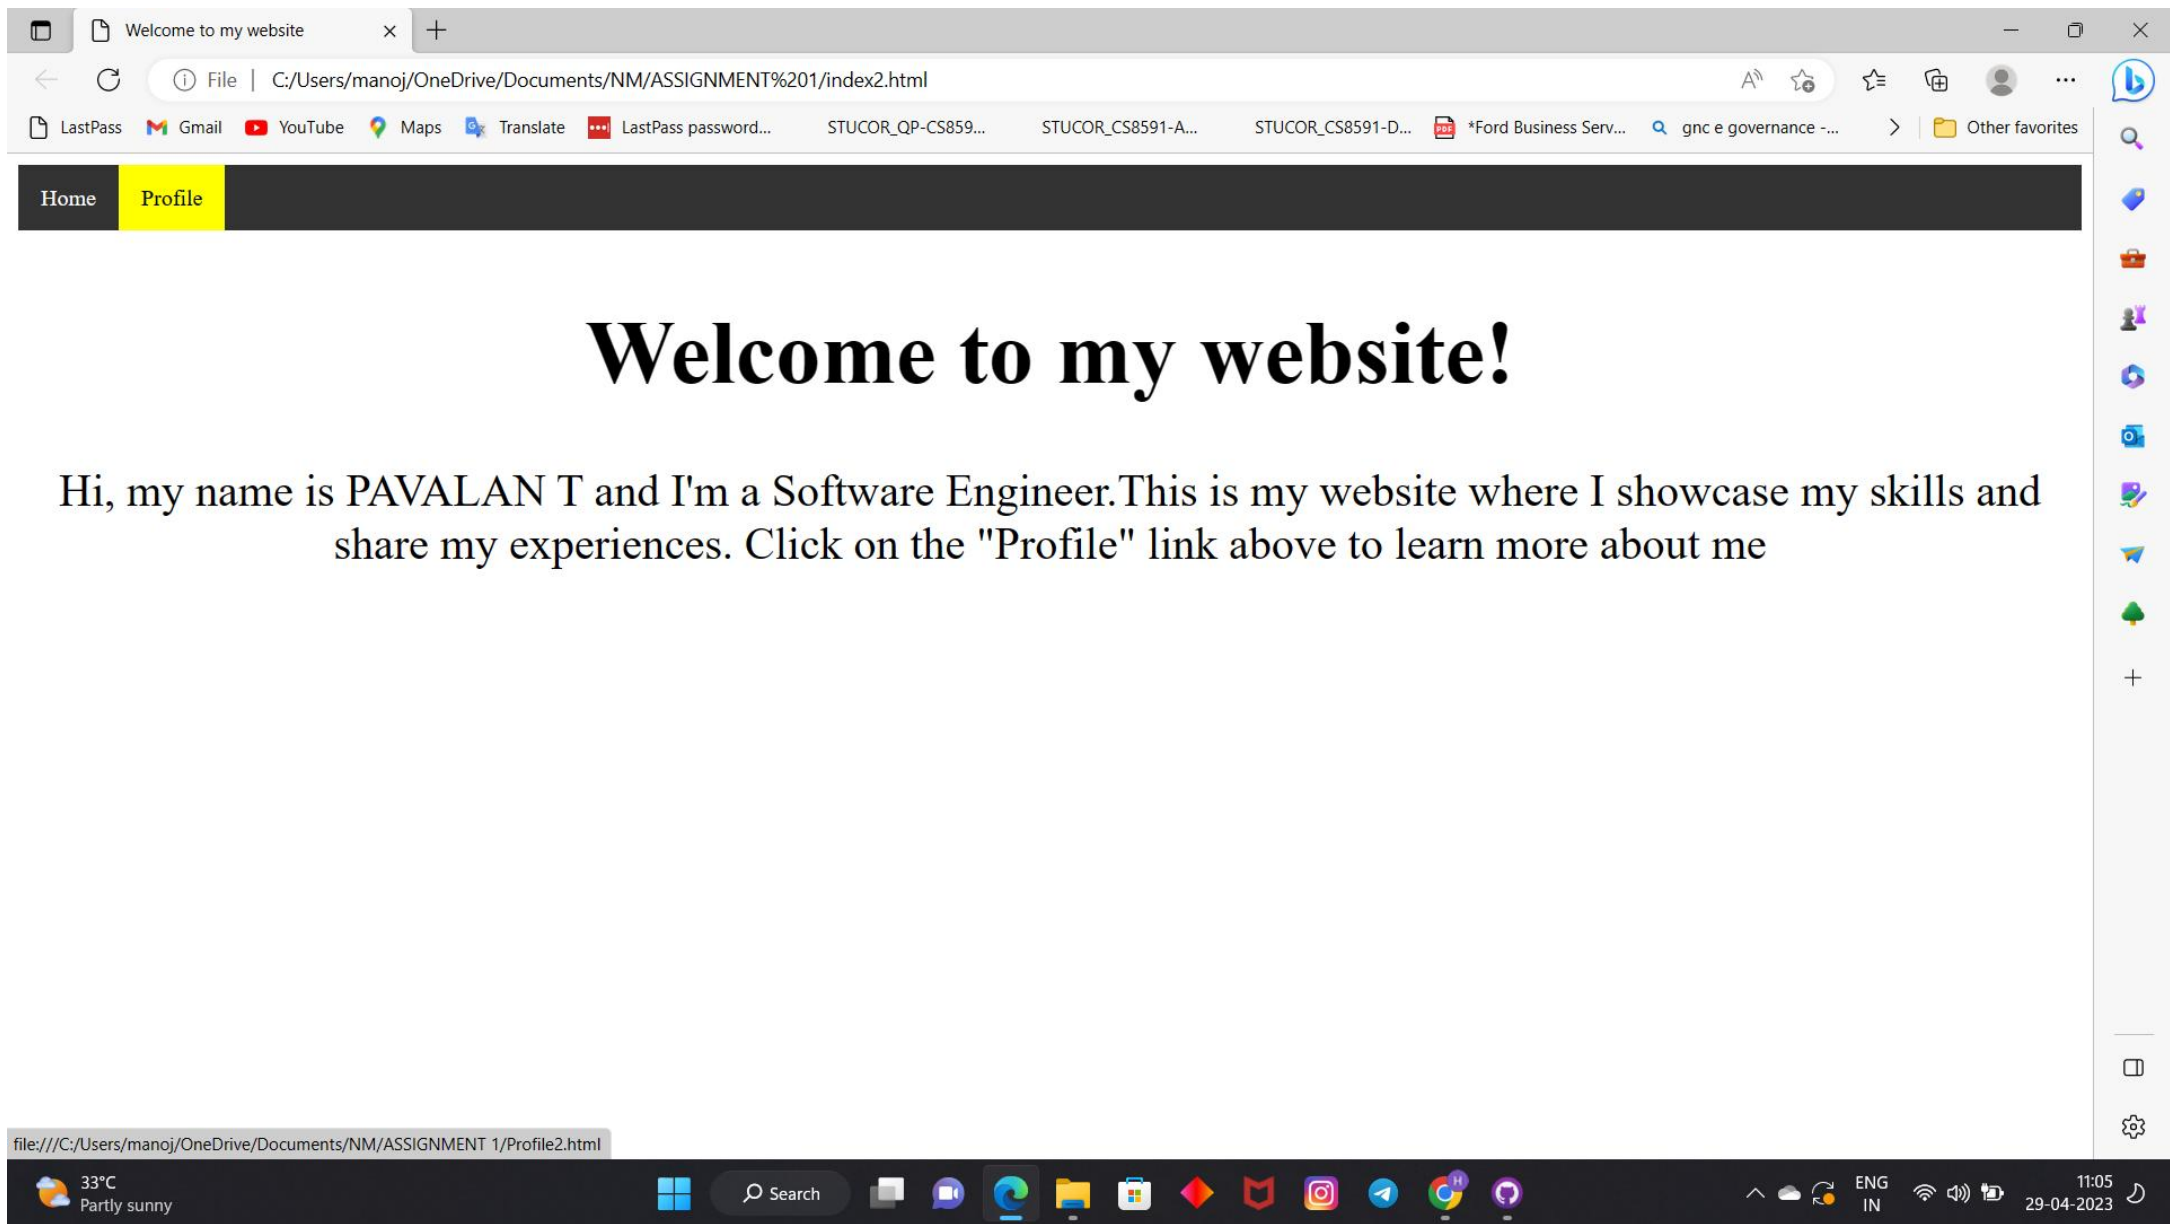 Welcome to my website
File | C:/Users/manoj/OneDrive/Documents/NM/ASSIGNMENT%201/index2.html
LastPass Gmail YouTube Maps Translate LastPass password... STUCOR_QP-CS859... STUCOR_CS8591-A... STUCOR_CS8591-D... *Ford Business Serv... gnc e governance -... Other favorites
Home Profile
Welcome to my website!
Hi, my name is PAVALAN T and I'm a Software Engineer.This is my website where I showcase my skills and
share my experiences. Click on the "Profile" link above to learn more about me
file:///C:/Users/manoj/OneDrive/Documents/NM/ASSIGNMENT 1/Profile2.html
33°C
Partly sunny
Search
ENG
IN
11:05
29-04-2023